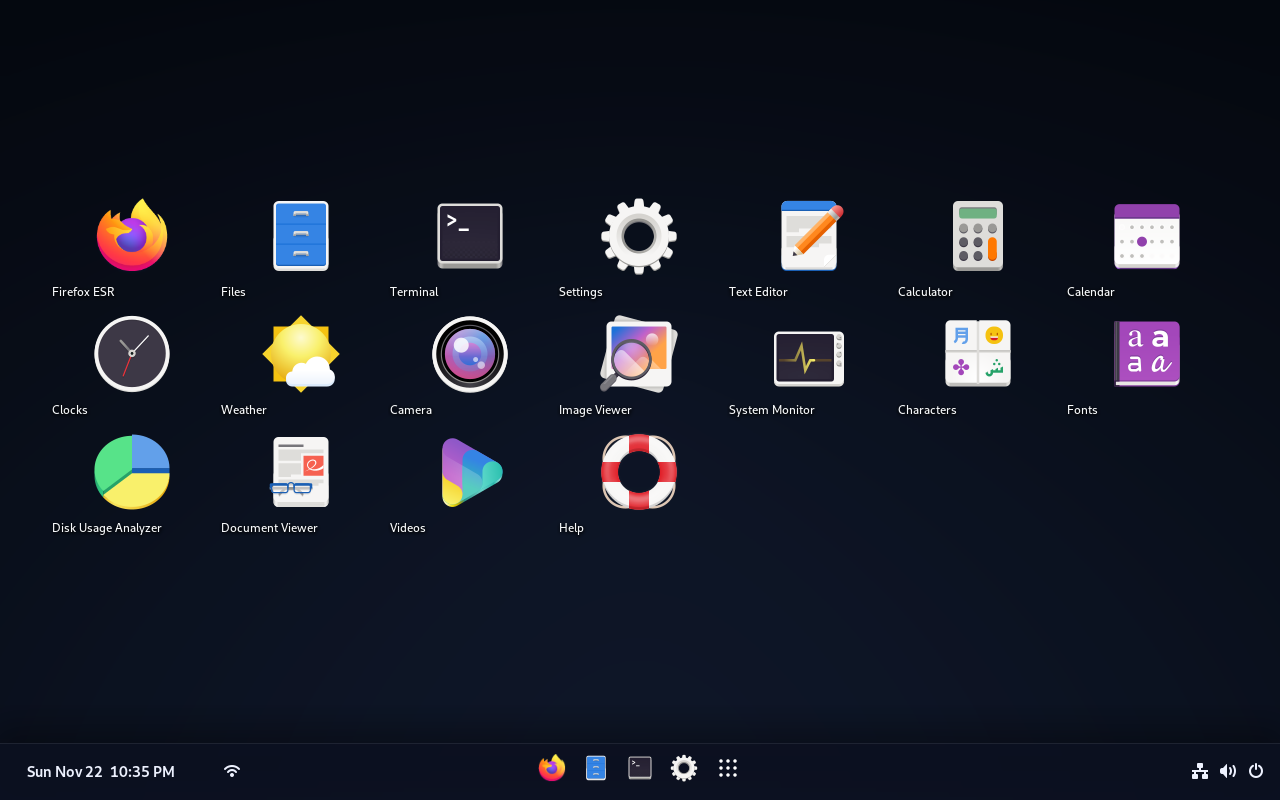 Firefox ESR
Files
Terminal
Settings
Text Editor
Calculator
Calendar
Clocks
Weather
Camera
Image Viewer
System Monitor
Characters
Fonts
Disk Usage Analyzer
Document Viewer
Videos
Help
Sun Nov 22 10:35 PM